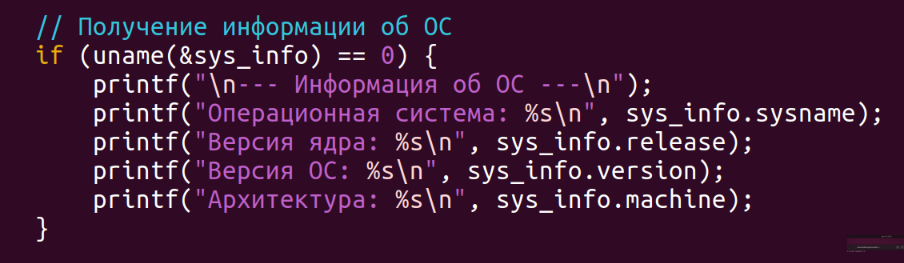 // Получение информации об ОС
if (uname(&sys_info) == 0) {
    printf("\n--- Информация об ОС ---\n");
    printf("Операционная система: %s\n", sys_info.sysname);
    printf("Версия ядра: %s\n", sys_info.release);
    printf("Версия ОС: %s\n", sys_info.version);
    printf("Архитектура: %s\n", sys_info.machine);
}